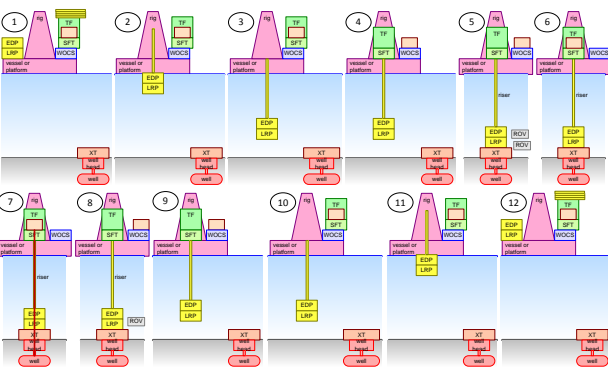 1
rig
TF
EDP
SFT
LRP
WOCS
vessel or
platform
XT
well
head
well
2
rig
TF
SFT
WOCS
vessel or
platform
EDP
LRP
XT
well
head
well
3
rig
TF
SFT
WOCS
vessel or
platform
EDP
LRP
XT
well
head
well
4
rig
TF
SFT
WOCS
vessel or
platform
EDP
LRP
XT
well
head
well
5
rig
TF
SFT
WOCS
vessel or
platform
riser
EDP
ROV
LRP
ROV
XT
well
head
well
6
rig
TF
SFT
WOCS
vessel or
platform
riser
EDP
LRP
XT
well
head
well
7
rig
TF
SFT
WOCS
vessel or
platform
riser
EDP
LRP
XT
well
head
well
8
rig
TF
SFT
WOCS
vessel or
platform
riser
EDP
LRP
ROV
XT
well
head
well
9
rig
TF
SFT
WOCS
vessel or
platform
EDP
LRP
XT
well
head
well
10
rig
TF
SFT
WOCS
vessel or
platform
EDP
LRP
XT
well
head
well
11
rig
TF
SFT
WOCS
vessel or
platform
EDP
LRP
XT
well
head
well
12
rig
TF
EDP
SFT
LRP
WOCS
vessel or
platform
XT
well
head
well